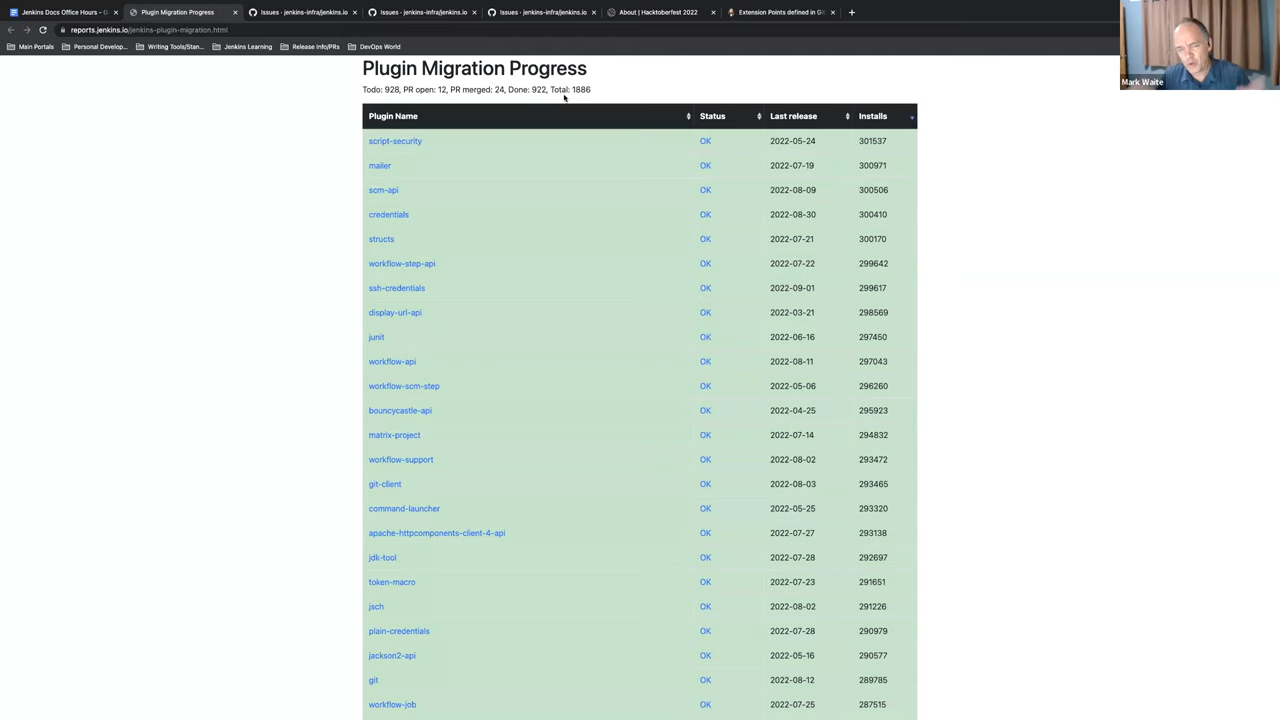 Jenkins Docs Office Hours - G
Plugin Migration Progress
Issues · jenkins-infra/jenkins.io
Issues · jenkins-infra/jenkins.io
Issues · jenkins-infra/jenkins.io
About | Hacktoberfest 2022
Extension Points defined in Git
reports.jenkins.io/jenkins-plugin-migration.html
Main Portals
Personal Develop...
Writing Tools/Stan...
Jenkins Learning
Release Info/PRs
DevOps World
Mark Waite
Plugin Migration Progress
Todo: 928, PR open: 12, PR merged: 24, Done: 922, Total: 1886
Plugin Name Status Last release Installs
script-security OK 2022-05-24 301537
mailer OK 2022-07-19 300971
scm-api OK 2022-08-09 300506
credentials OK 2022-08-30 300410
structs OK 2022-07-21 300170
workflow-step-api OK 2022-07-22 299642
ssh-credentials OK 2022-09-01 299617
display-url-api OK 2022-03-21 298569
junit OK 2022-06-16 297450
workflow-api OK 2022-08-11 297043
workflow-scm-step OK 2022-05-06 296260
bouncycastle-api OK 2022-04-25 295923
matrix-project OK 2022-07-14 294832
workflow-support OK 2022-08-02 293472
git-client OK 2022-08-03 293465
command-launcher OK 2022-05-25 293320
apache-httpcomponents-client-4-api OK 2022-07-27 293138
jdk-tool OK 2022-07-28 292697
token-macro OK 2022-07-23 291651
jsch OK 2022-08-02 291226
plain-credentials OK 2022-07-28 290979
jackson2-api OK 2022-05-16 290577
git OK 2022-08-12 289785
workflow-job OK 2022-07-25 287515